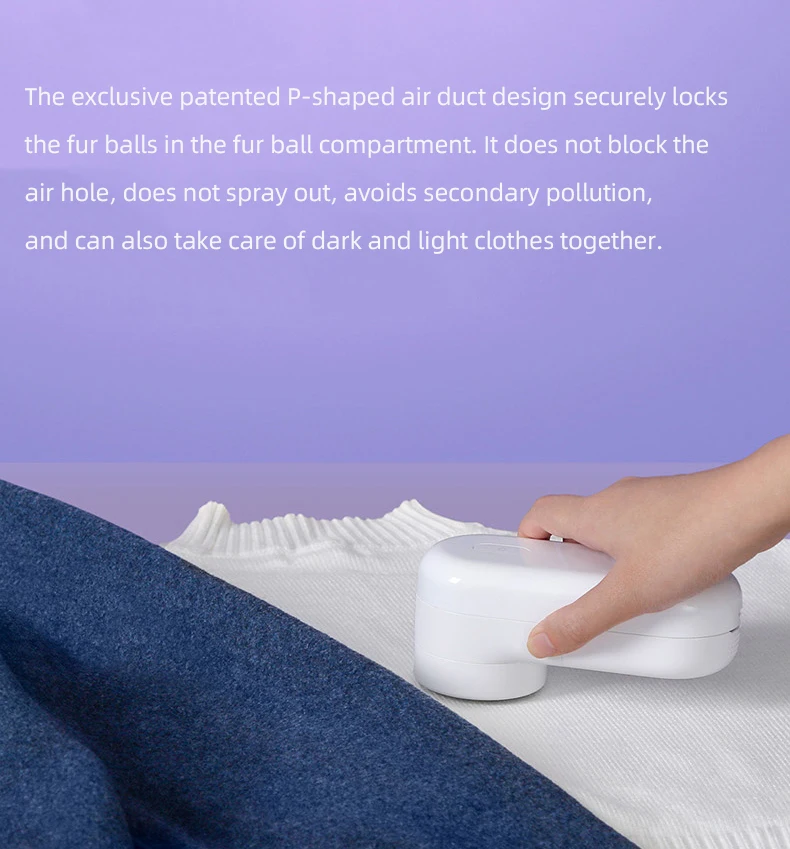 The exclusive patented P-shaped air duct design securely locks
the fur balls in the fur ball compartment. It does not block the
air hole, does not spray out, avoids secondary pollution,
and can also take care of dark and light clothes together.